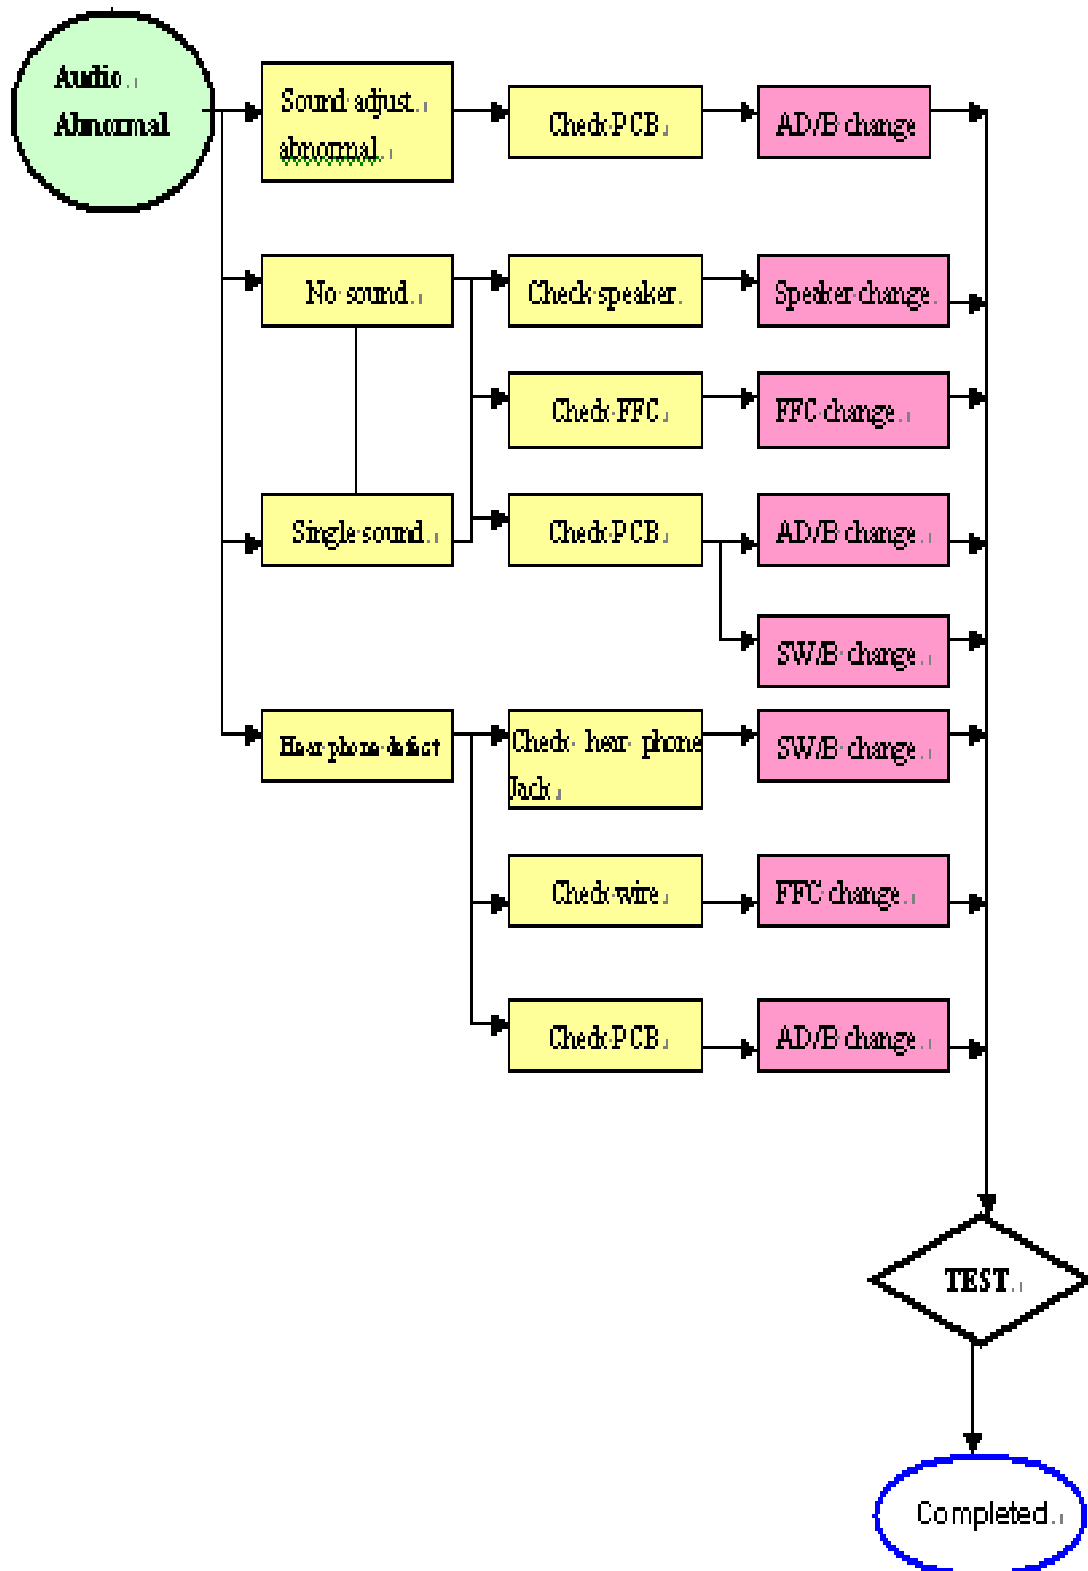 Audio
Abnormal
Sound adjust
abnormal
Check PCB
AD/B change
No sound
Check speaker
Speaker change
Check FFC
FFC change
Single sound
Check PCB
AD/B change
SW/B change
Hear phone defect
Check hear phone
Jack
SW/B change
Check wire
FFC change
Check PCB
AD/B change
TEST
Completed